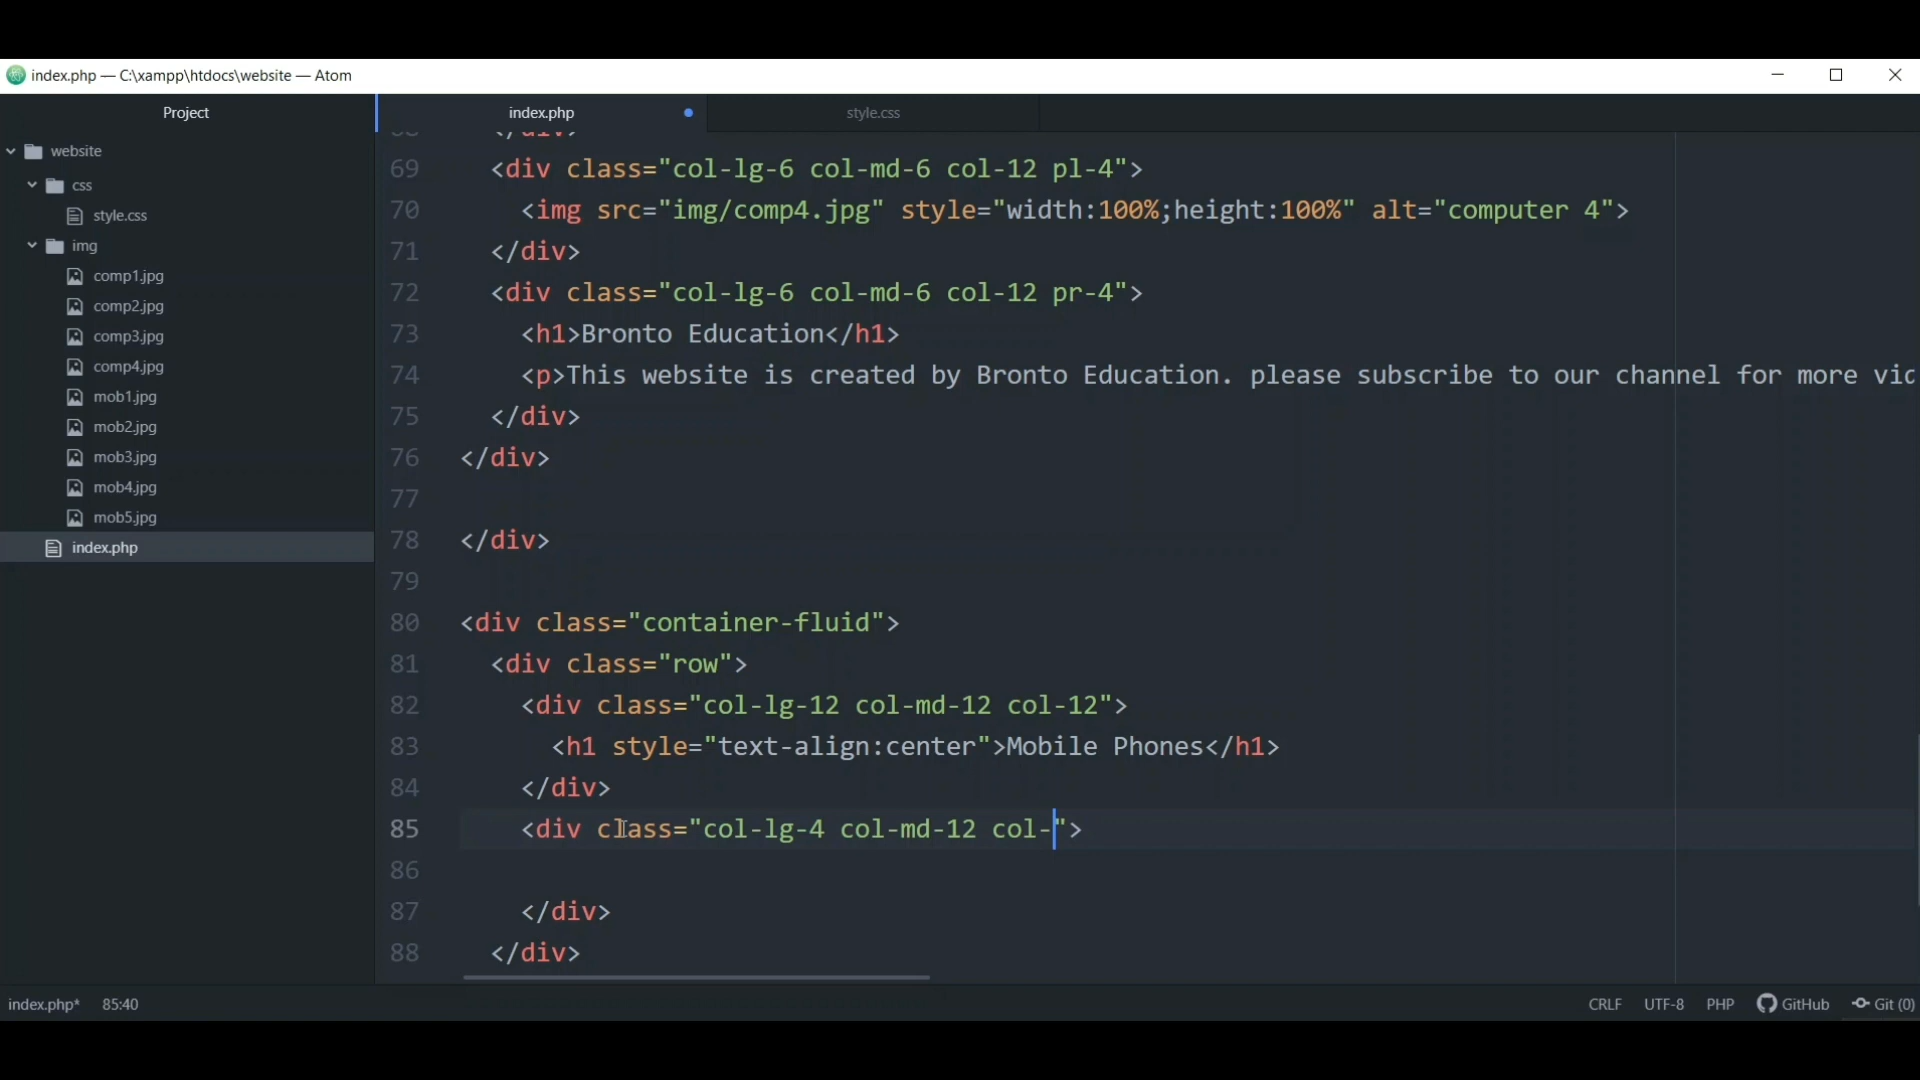 index.php — C:\xampp\htdocs\website — Atom
Project
index.php
style.css
website
css
style.css
img
comp1.jpg
comp2.jpg
comp3.jpg
comp4.jpg
mob1.jpg
mob2.jpg
mob3.jpg
mob4.jpg
mob5.jpg
index.php
69 <div class="col-lg-6 col-md-6 col-12 pl-4">
70 <img src="img/comp4.jpg" style="width:100%;height:100%" alt="computer 4">
71 </div>
72 <div class="col-lg-6 col-md-6 col-12 pr-4">
73 <h1>Bronto Education</h1>
74 <p>This website is created by Bronto Education. please subscribe to our channel for more
75 </div>
76 </div>
77
78 </div>
79
80 <div class="container-fluid">
81 <div class="row">
82 <div class="col-lg-12 col-md-12 col-12">
83 <h1 style="text-align:center">Mobile Phones</h1>
84 </div>
85 <div class="col-lg-4 col-md-12 col-">
86
87 </div>
88 </div>
index.php* 85:40 CRLF UTF-8 PHP GitHub Git (0)